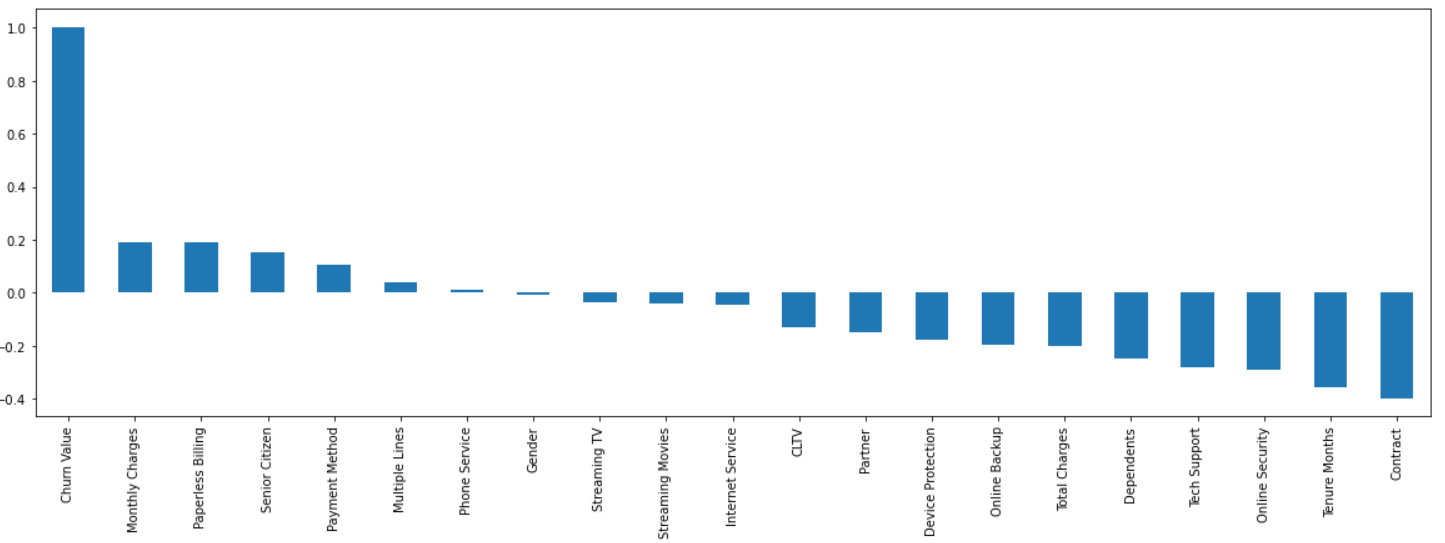 1.0
0.8
0.6
0.4
0.2
0.0
−0.2
−0.4
Churn Value
Monthly Charges
Paperless Billing
Senior Citizen
Payment Method
Multiple Lines
Phone Service
Gender
Streaming TV
Streaming Movies
Internet Service
CLTV
Partner
Device Protection
Online Backup
Total Charges
Dependents
Tech Support
Online Security
Tenure Months
Contract